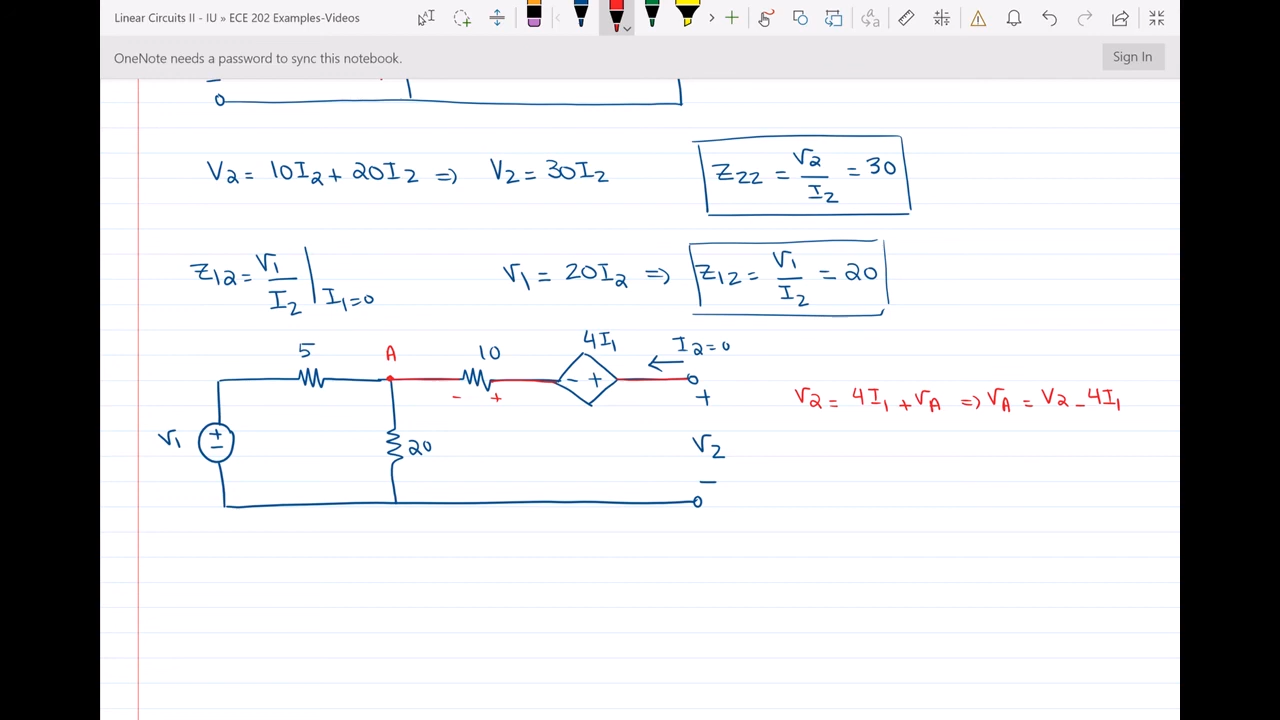 Linear Circuits II - IU » ECE 202 Examples-Videos
OneNote needs a password to sync this notebook.
Sign In
V2 = 10I2 + 20I2 ⇒ V2 = 30I2
Z22 = V2/I2 = 30
Z12 = V1/I2 | I1=0
V1 = 20I2 ⇒ Z12 = V1/I2 = 20
5
A
10
4I1
I2=0
- +
- +
+
V2 = 4I1 + VA ⇒ VA = V2 - 4I1
V1
+
-
20
V2
-